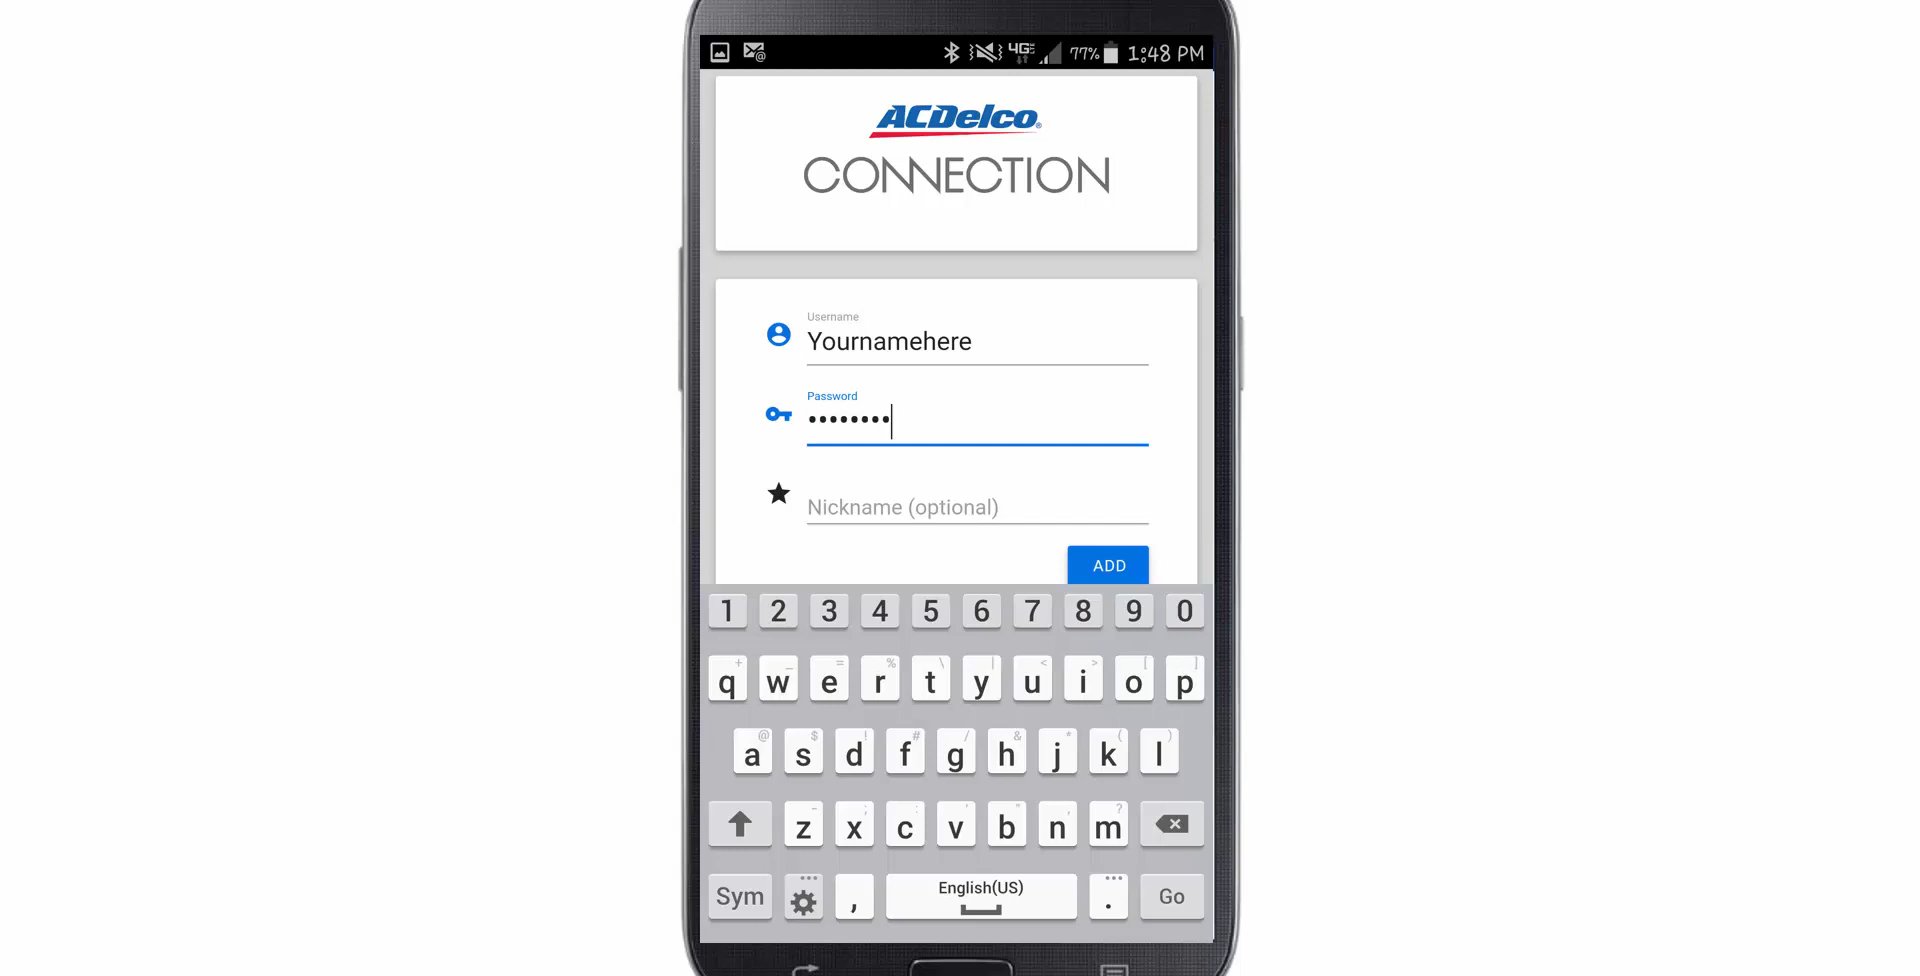 4G LTE 77% 1:48 PM
ACDelco®
CONNECTION
Username
Yournamehere
Password
••••••••
Nickname (optional)
ADD
1 2 3 4 5 6 7 8 9 0
+ _ = % \ | < > [ ]
q w e r t y u i o p
@ $ ! # / & * ( )
a s d f g h j k l
- ; : ' " , ?
z x c v b n m
Sym , English(US) . Go